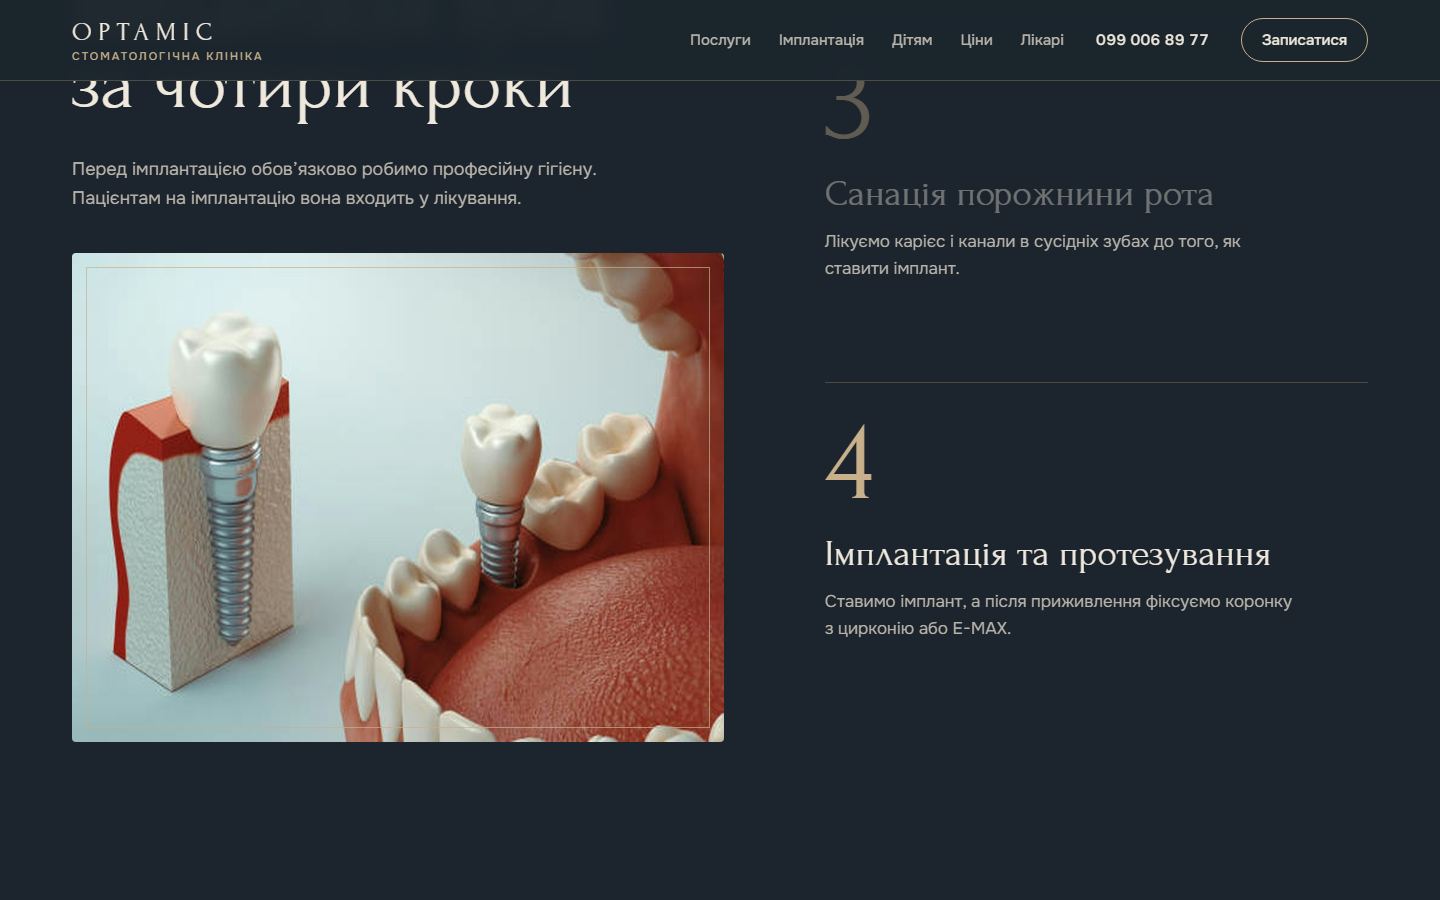 OPTAMIC
СТОМАТОЛОГІЧНА КЛІНІКА
Послуги
Імплантація
Дітям
Ціни
Лікарі
099 006 89 77
Записатися
за чотири кроки
Перед імплантацією обов’язково робимо професійну гігієну.
Пацієнтам на імплантацію вона входить у лікування.
3
Санація порожнини рота
Лікуємо карієс і канали в сусідніх зубах до того, як
ставити імплант.
4
Імплантація та протезування
Ставимо імплант, а після приживлення фіксуємо коронку
з цирконію або E-MAX.